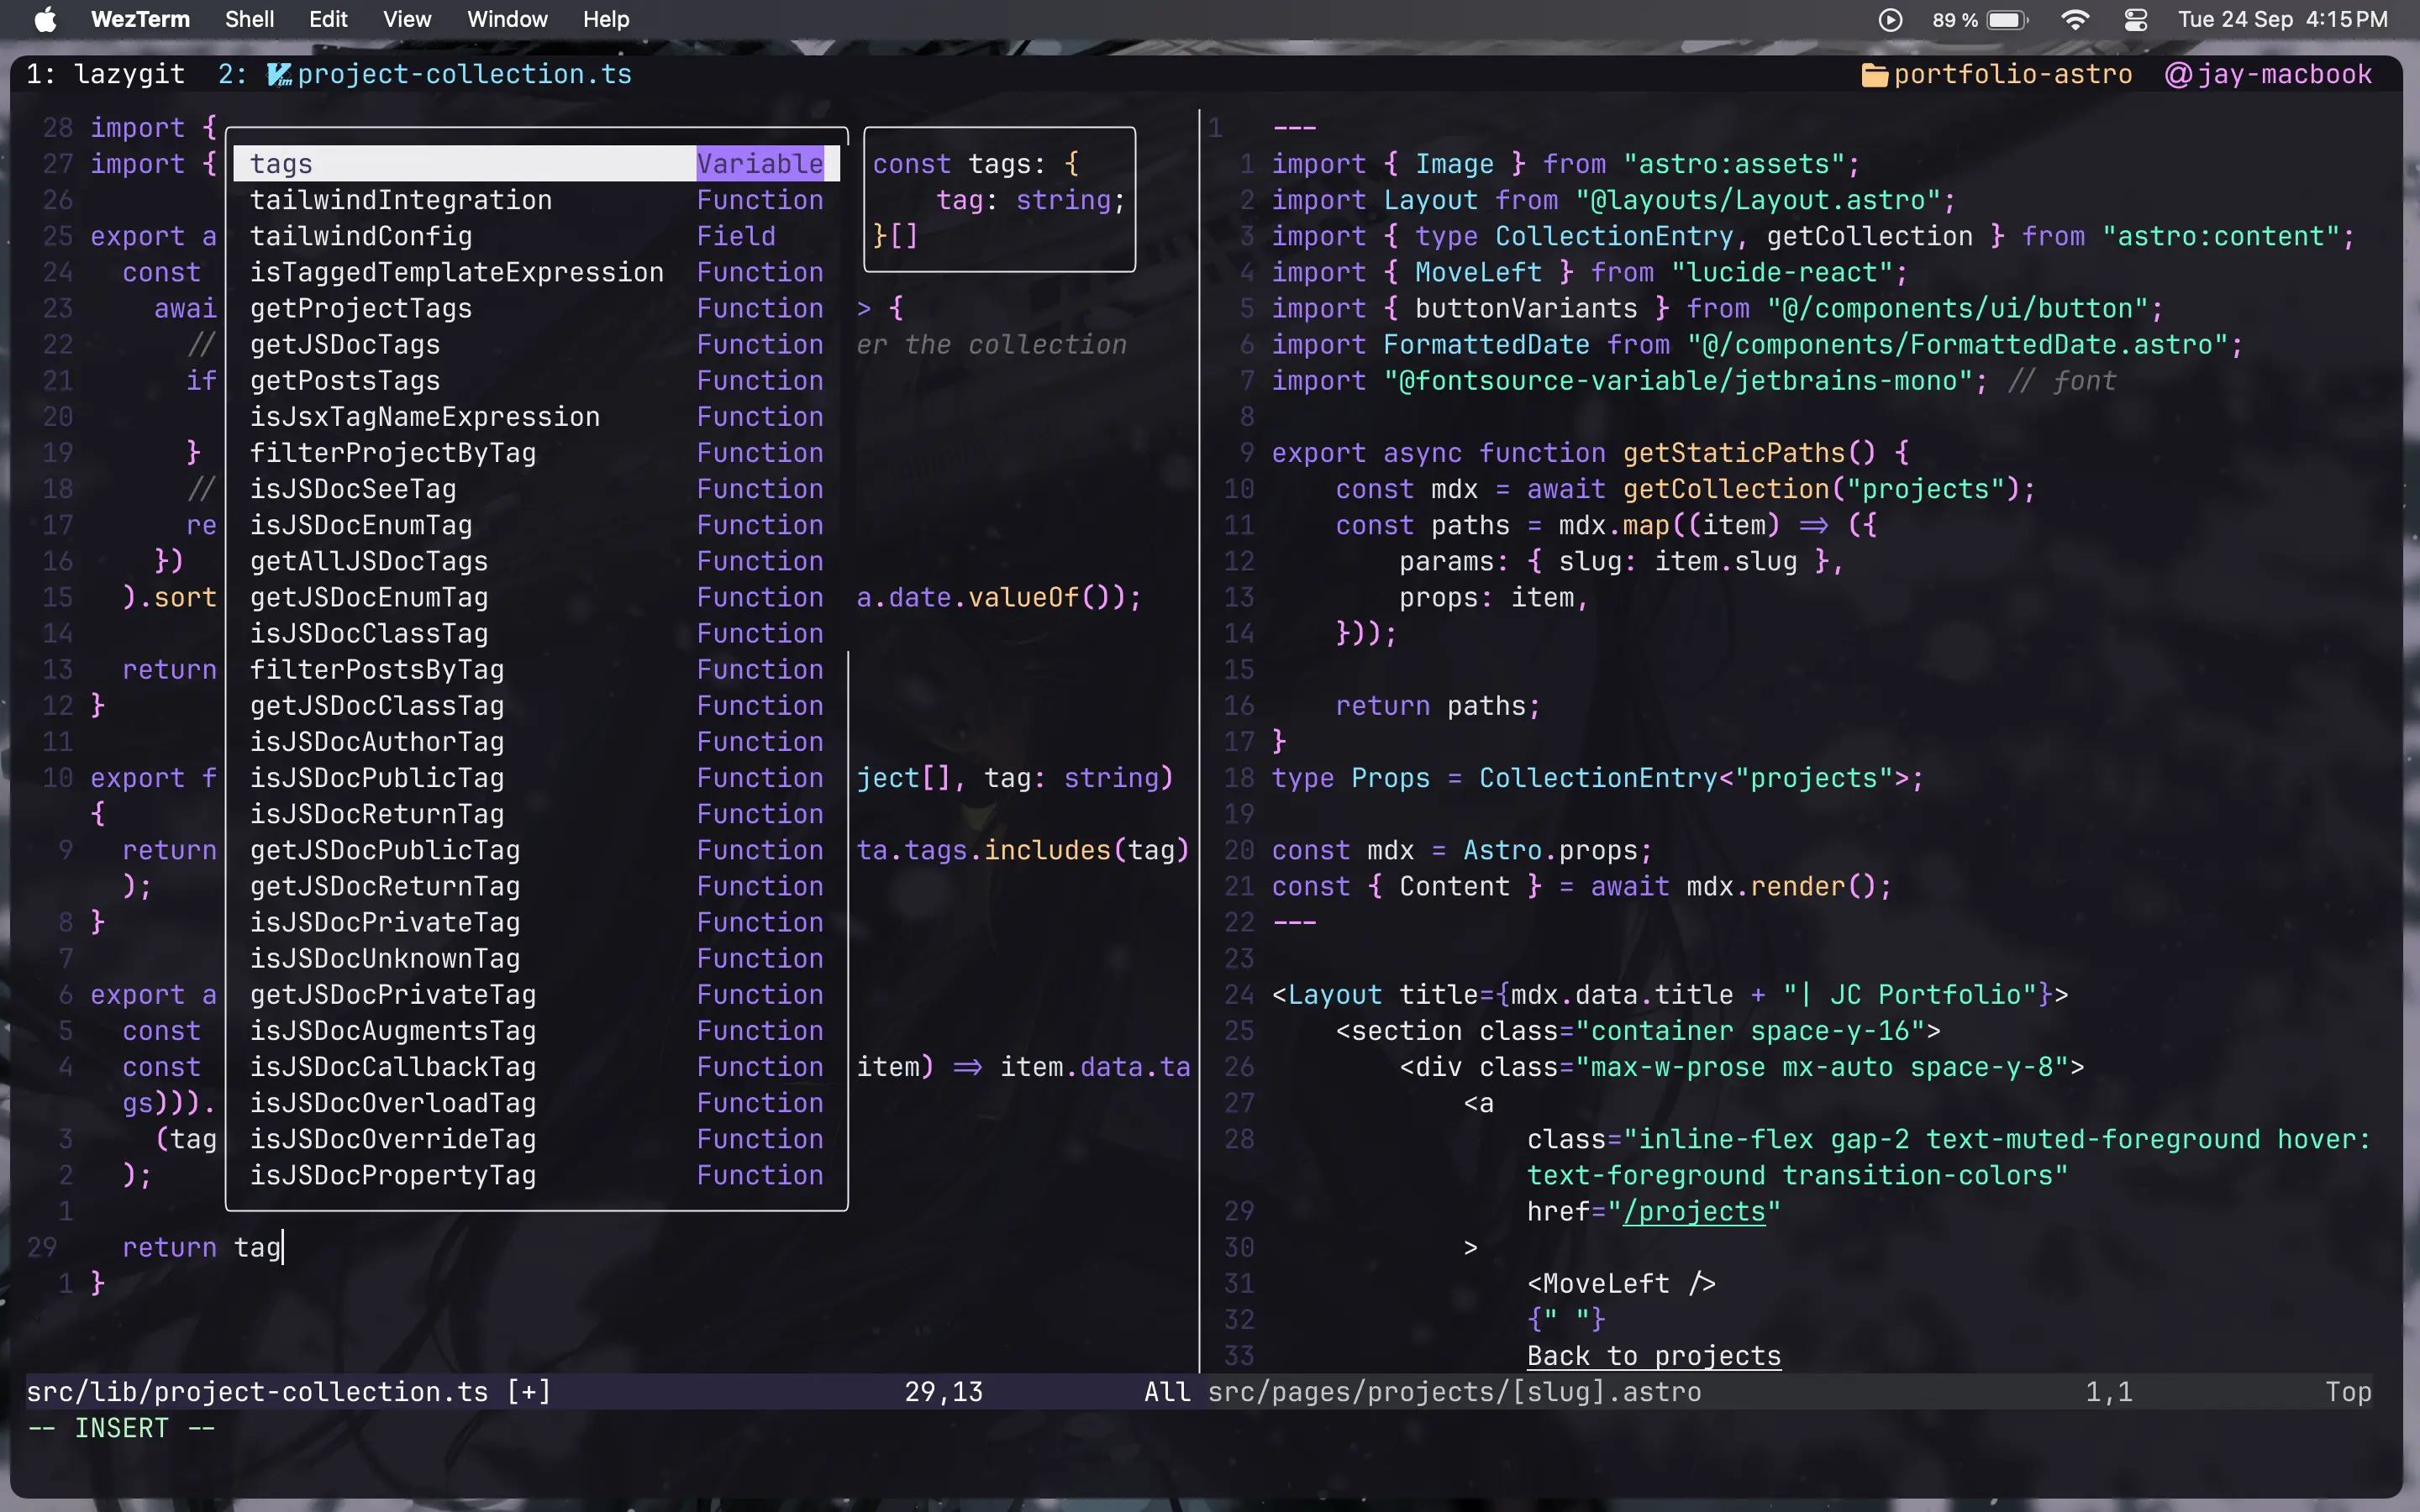 WezTerm Shell Edit View Window Help 89 % Tue 24 Sep 4:15 PM
1: lazygit 2: project-collection.ts portfolio-astro @jay-macbook
28 import {
27 import {
26
25 export a
24 const
23 awai > {
22 // er the collection
21 if
20
19 }
18 //
17 re
16 })
15 ).sort a.date.valueOf());
14
13 return
12 }
11
10 export f ject[], tag: string)
{
9 return ta.tags.includes(tag)
);
8 }
7
6 export a
5 const
4 const item) => item.data.ta
gs))).
3 (tag
2 );
1
29 return tag
1 }
tags Variable
tailwindIntegration Function
tailwindConfig Field
isTaggedTemplateExpression Function
getProjectTags Function
getJSDocTags Function
getPostsTags Function
isJsxTagNameExpression Function
filterProjectByTag Function
isJSDocSeeTag Function
isJSDocEnumTag Function
getAllJSDocTags Function
getJSDocEnumTag Function
isJSDocClassTag Function
filterPostsByTag Function
getJSDocClassTag Function
isJSDocAuthorTag Function
isJSDocPublicTag Function
isJSDocReturnTag Function
getJSDocPublicTag Function
getJSDocReturnTag Function
isJSDocPrivateTag Function
isJSDocUnknownTag Function
getJSDocPrivateTag Function
isJSDocAugmentsTag Function
isJSDocCallbackTag Function
isJSDocOverloadTag Function
isJSDocOverrideTag Function
isJSDocPropertyTag Function
const tags: {
tag: string;
}[]
1 ---
1 import { Image } from "astro:assets";
2 import Layout from "@layouts/Layout.astro";
3 import { type CollectionEntry, getCollection } from "astro:content";
4 import { MoveLeft } from "lucide-react";
5 import { buttonVariants } from "@/components/ui/button";
6 import FormattedDate from "@/components/FormattedDate.astro";
7 import "@fontsource-variable/jetbrains-mono"; // font
8
9 export async function getStaticPaths() {
10 const mdx = await getCollection("projects");
11 const paths = mdx.map((item) => ({
12 params: { slug: item.slug },
13 props: item,
14 }));
15
16 return paths;
17 }
18 type Props = CollectionEntry<"projects">;
19
20 const mdx = Astro.props;
21 const { Content } = await mdx.render();
22 ---
23
24 <Layout title={mdx.data.title + "| JC Portfolio"}>
25 <section class="container space-y-16">
26 <div class="max-w-prose mx-auto space-y-8">
27 <a
28 class="inline-flex gap-2 text-muted-foreground hover:
text-foreground transition-colors"
29 href="/projects"
30 >
31 <MoveLeft />
32 {" "}
33 Back to projects
src/lib/project-collection.ts [+] 29,13 All
src/pages/projects/[slug].astro 1,1 Top
-- INSERT --